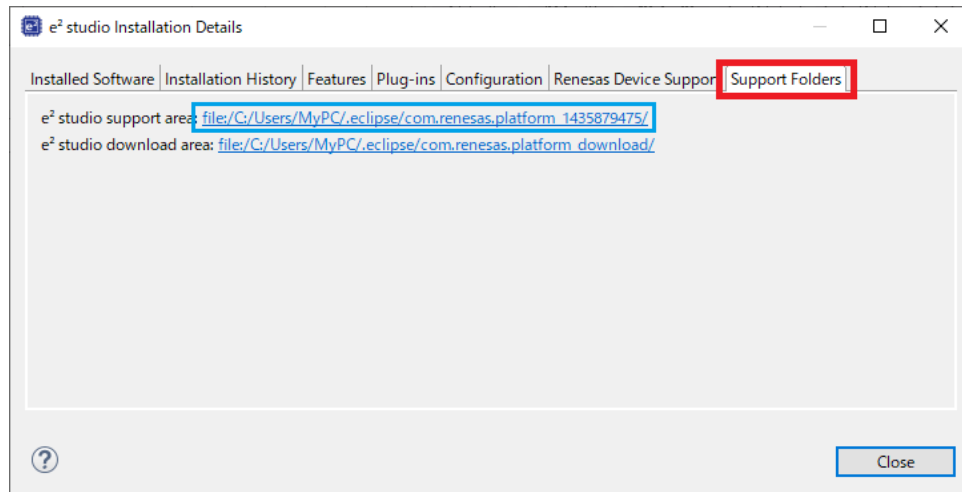 e² studio Installation Details
Installed Software Installation History Features Plug-ins Configuration Renesas Device Suppor Support Folders
e² studio support area: file:/C:/Users/MyPC/.eclipse/com.renesas.platform_1435879475/
e² studio download area: file:/C:/Users/MyPC/.eclipse/com.renesas.platform_download/
?
Close